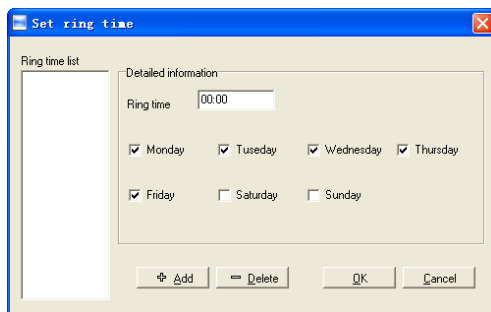 Set ring time
Ring time list
Detailed information
Ring time 00:00
Monday Tuseday Wednesday Thursday
Friday Saturday Sunday
Add Delete OK Cancel